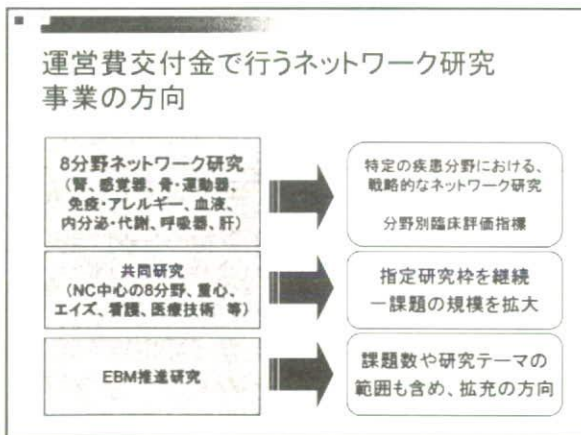 運営費交付金で行うネットワーク研究
事業の方向
8分野ネットワーク研究
(腎、感覚器、骨・運動器、
免疫・アレルギー、血液、
内分泌・代謝、呼吸器、肝)
特定の疾患分野における、
戦略的なネットワーク研究
分野別臨床評価指標
共同研究
(NC中心の8分野、重心、
エイズ、看護、医療技術 等)
指定研究枠を継続
一課題の規模を拡大
EBM推進研究
課題数や研究テーマの
範囲も含め、拡充の方向